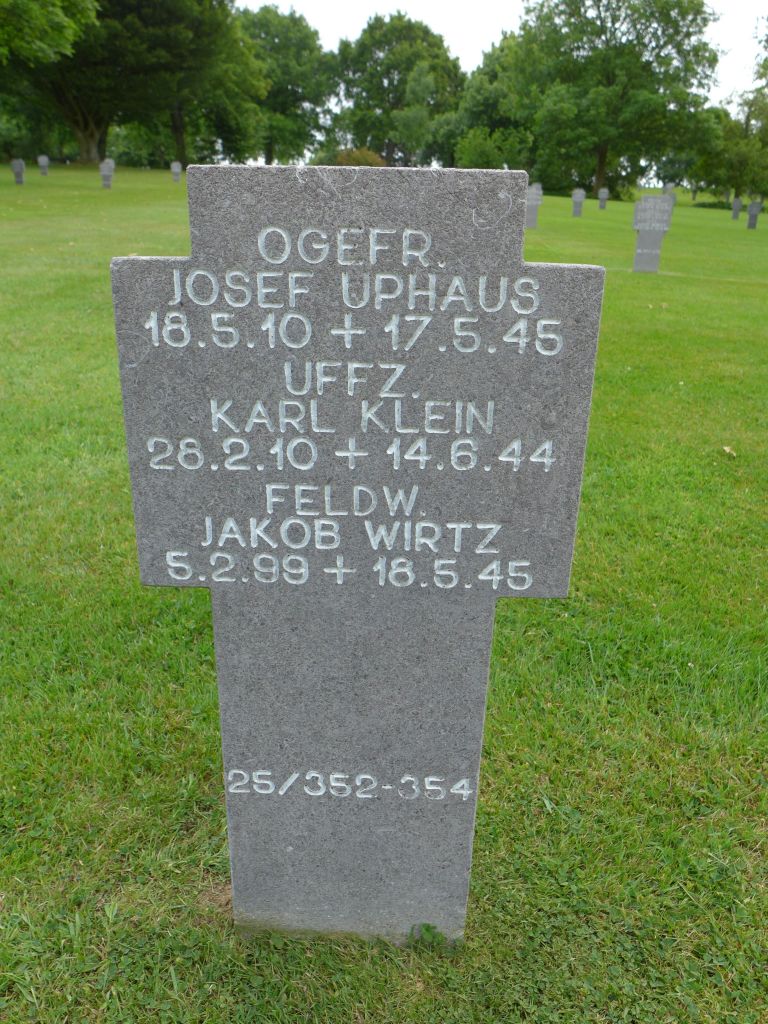 OGEFR.
JOSEF UPHAUS
18.5.10 + 17.5.45
UFFZ.
KARL KLEIN
28.2.10 + 14.6.44
FELDW.
JAKOB WIRTZ
5.2.99 + 18.5.45
25/352-354